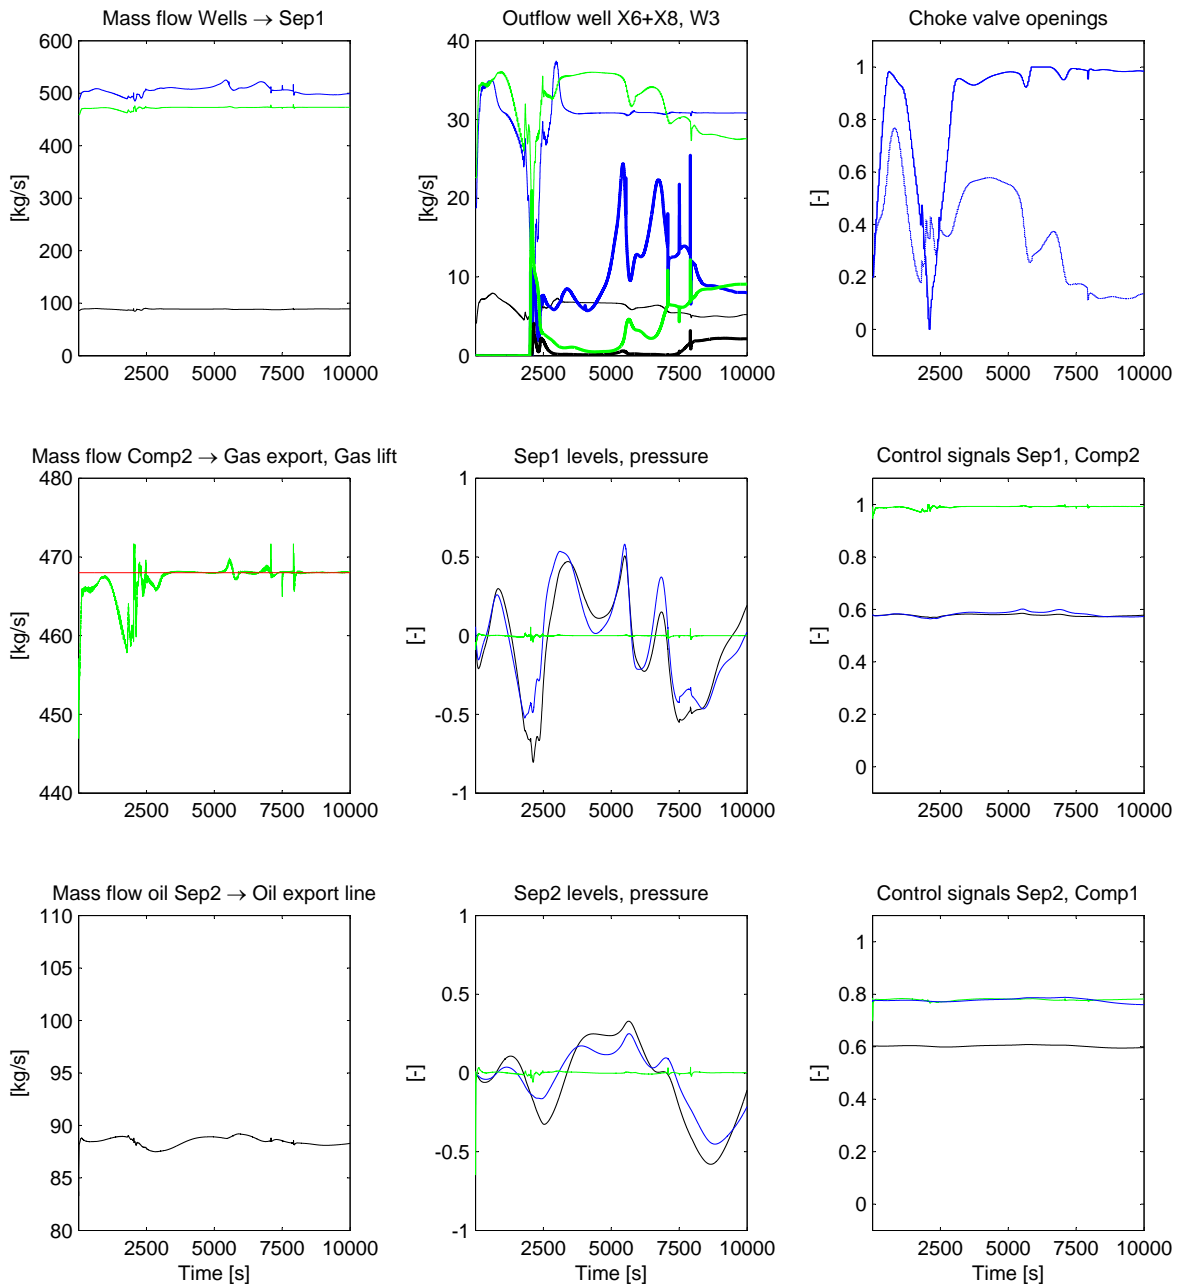 Mass flow Wells → Sep1
600
500
400
300
200
100
0
[kg/s]
2500 5000 7500 10000
Outflow well X6+X8, W3
40
30
20
10
0
[kg/s]
2500 5000 7500 10000
Choke valve openings
1
0.8
0.6
0.4
0.2
0
[-]
2500 5000 7500 10000
Mass flow Comp2 → Gas export, Gas lift
480
470
460
450
440
[kg/s]
2500 5000 7500 10000
Sep1 levels, pressure
1
0.5
0
-0.5
-1
[-]
2500 5000 7500 10000
Control signals Sep1, Comp2
1
0.8
0.6
0.4
0.2
0
[-]
2500 5000 7500 10000
Mass flow oil Sep2 → Oil export line
110
105
100
95
90
85
80
[kg/s]
2500 5000 7500 10000
Time [s]
Sep2 levels, pressure
1
0.5
0
-0.5
-1
[-]
2500 5000 7500 10000
Time [s]
Control signals Sep2, Comp1
1
0.8
0.6
0.4
0.2
0
[-]
2500 5000 7500 10000
Time [s]